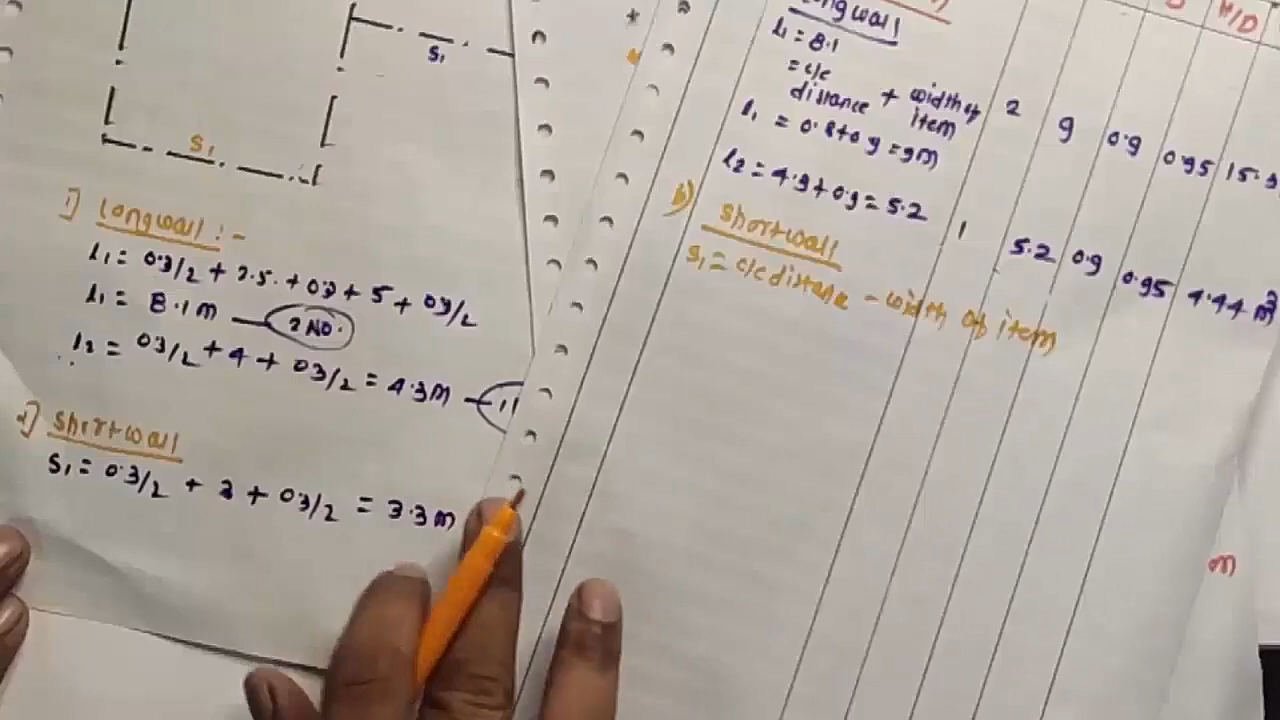 S1
S1
1] Longwall :-
l1 = 0.3/2 + 2.5 + 0.3 + 5 + 0.3/2
l1 = 8.1m — 2 NO.
l2 = 0.3/2 + 4 + 0.3/2 = 4.3m —
2] Shortwall
S1 = 0.3/2 + 3 + 0.3/2 = 3.3m
H/D
Longwall
l1 = 8.1
= c/c
distance + width of
item
2 9 0.9 0.95
l1 = 0.8+0.9 = 9m
l2 = 4.3+0.9 = 5.2
1 5.2 0.9 0.95 4.44 m3
b) Shortwall
S1 = c/c distance - width of item
m